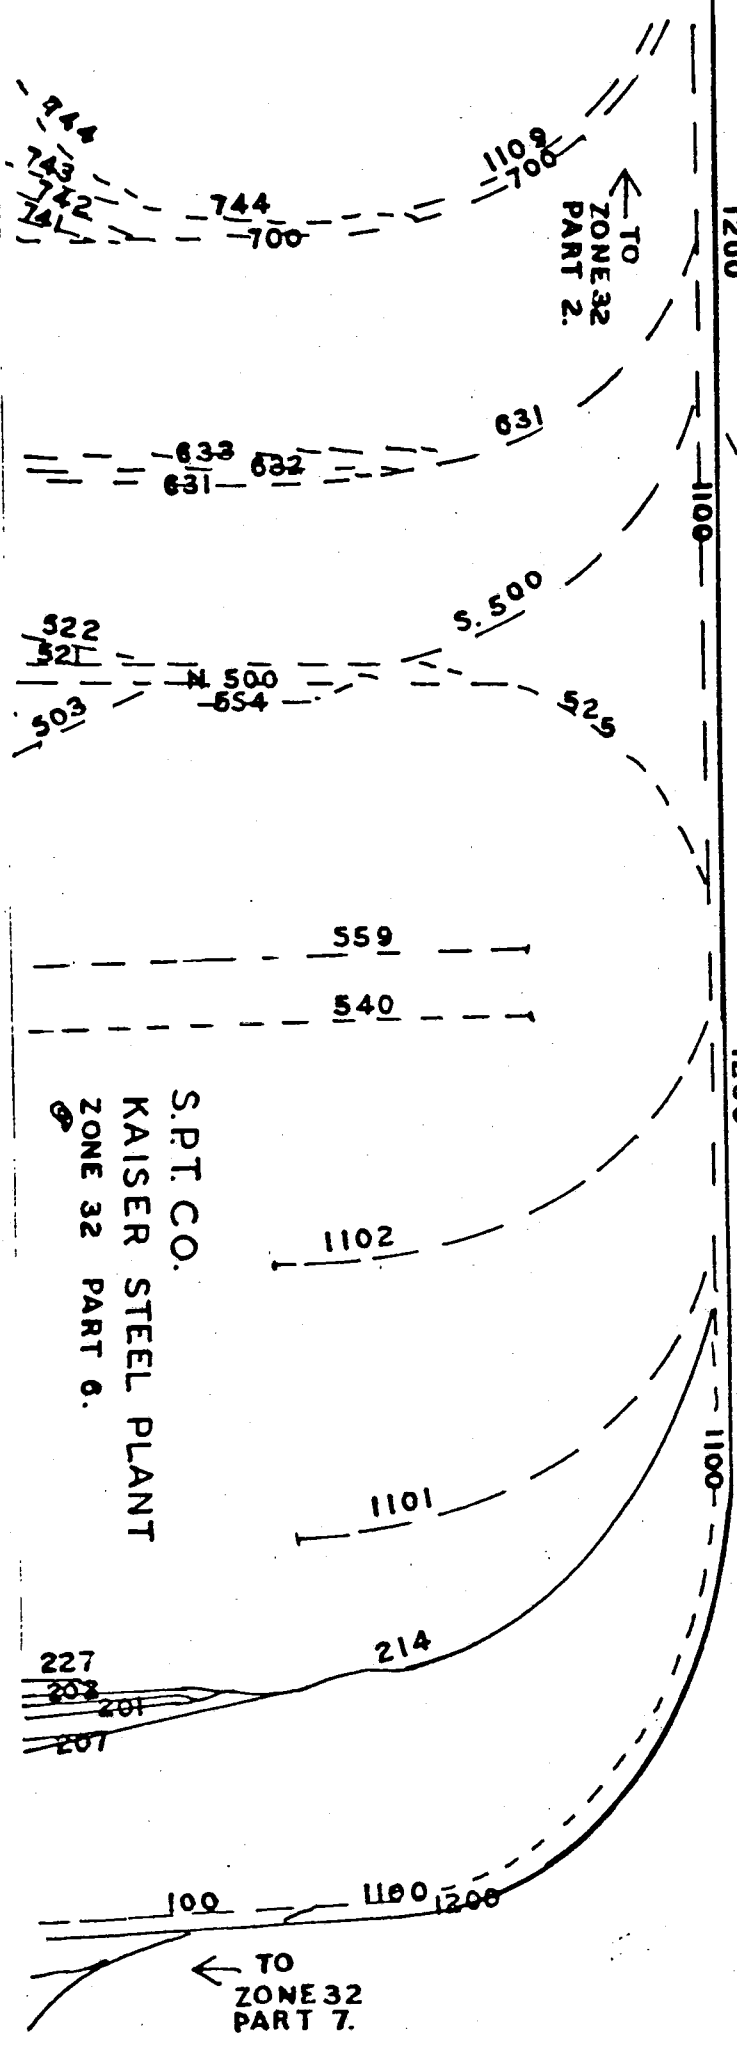 744
743
742
741
744
700
1109
700
← TO
ZONE 32
PART 2.
1200
633
632
631
631
1100
S. 500
522
521
N 500
554
503
525
559
540
S.P.T. CO.
KAISER STEEL PLANT
ZONE 32 PART 6.
1102
1101
1100
214
227
202
201
207
100
1100
1200
← TO
ZONE 32
PART 7.